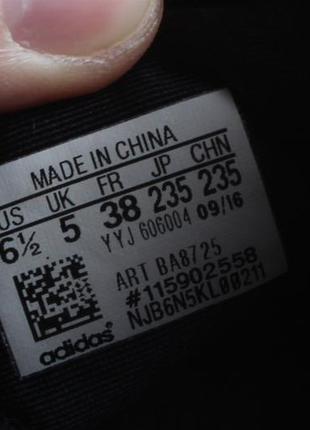 MADE IN CHINA
US UK FR JP CHN
6½ 5 38 235 235
YYJ 606004 09/16
ART BA8725
#115902558
NJB6N5KL00211
adidas